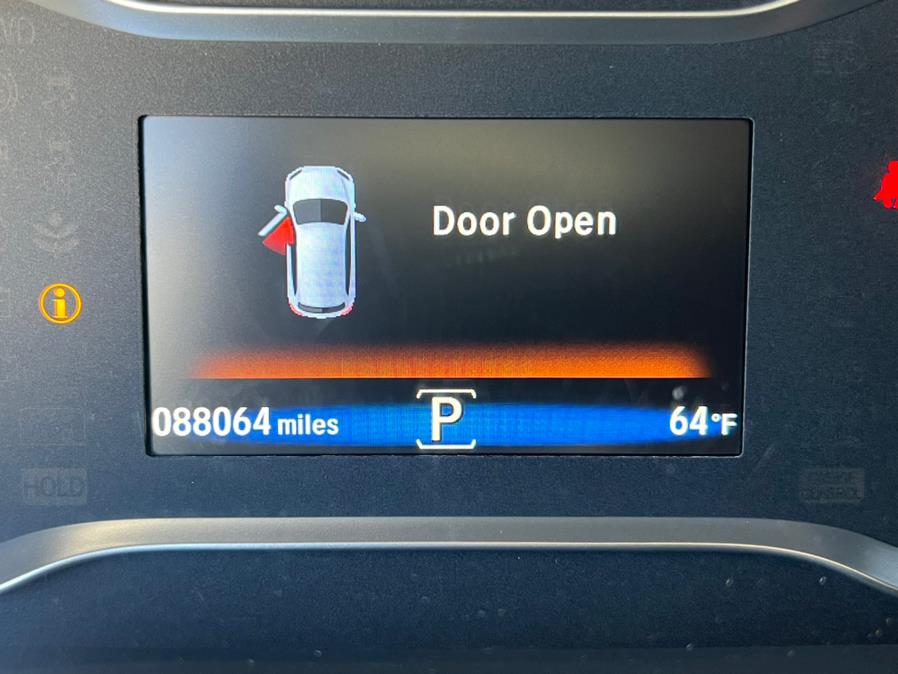 Door Open
088064 miles
P
64°F
HOLD